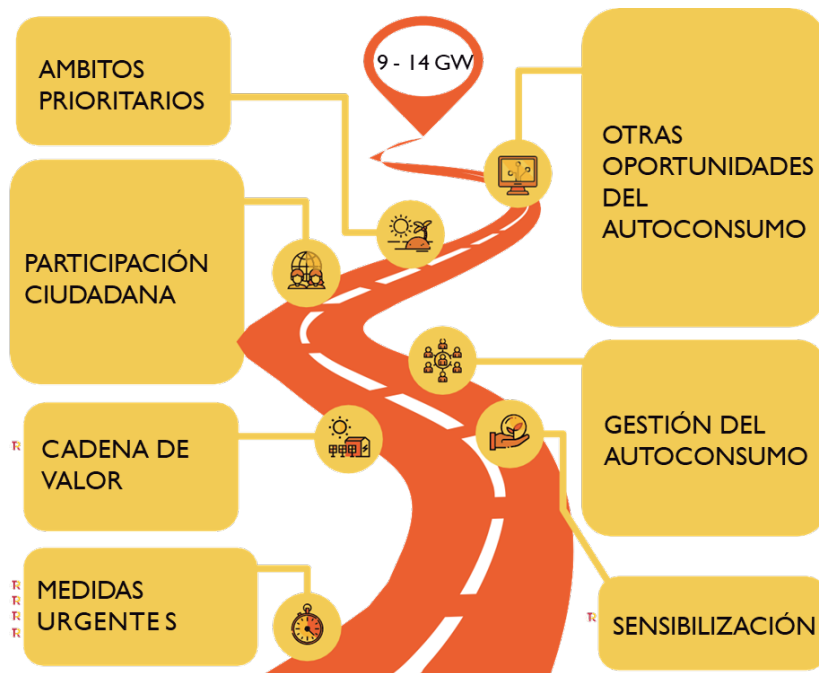 AMBITOS
PRIORITARIOS
9 - 14 GW
OTRAS
OPORTUNIDADES
DEL
AUTOCONSUMO
PARTICIPACIÓN
CIUDADANA
GESTIÓN DEL
AUTOCONSUMO
CADENA DE
VALOR
MEDIDAS
URGENTES
SENSIBILIZACIÓN